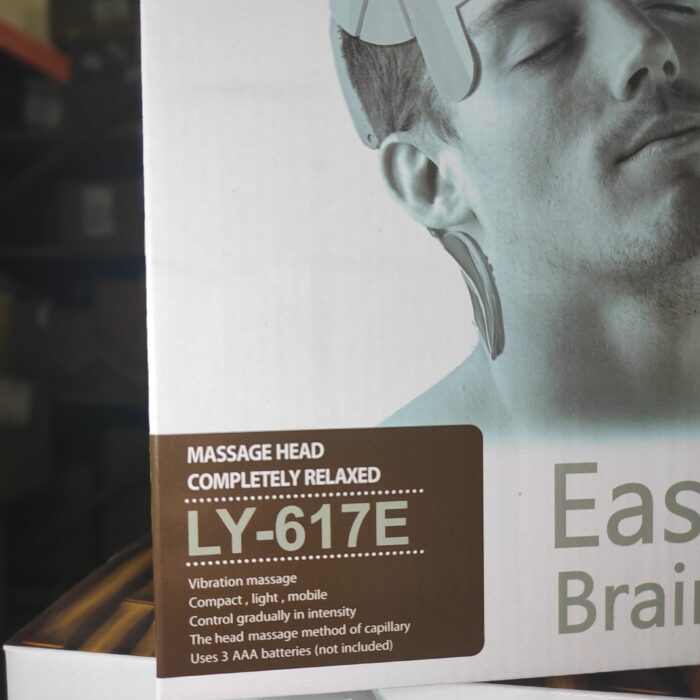 MASSAGE HEAD
COMPLETELY RELAXED
LY-617E
Vibration massage
Compact , light , mobile
Control gradually in intensity
The head massage method of capillary
Uses 3 AAA batteries (not included)
Eas
Brain